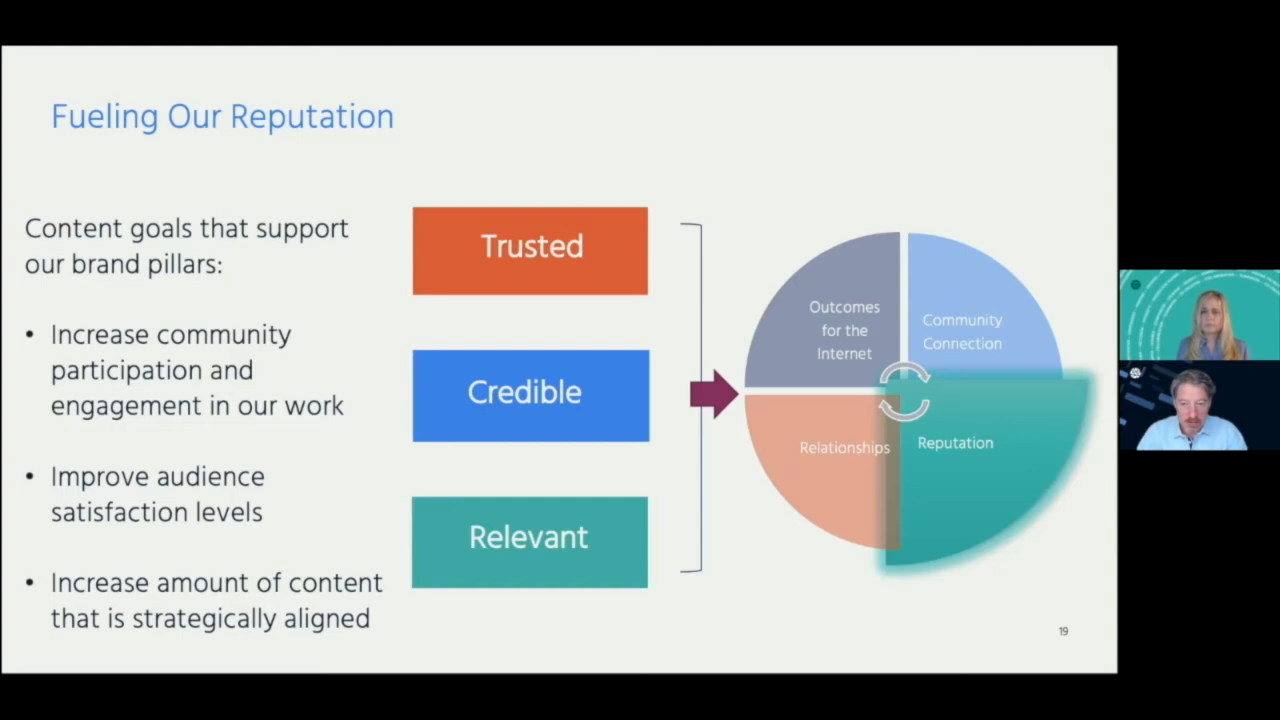 Fueling Our Reputation
Content goals that support
our brand pillars:
• Increase community
participation and
engagement in our work
• Improve audience
satisfaction levels
• Increase amount of content
that is strategically aligned
Trusted
Credible
Relevant
Outcomes
for the
Internet
Community
Connection
Relationships
Reputation
19